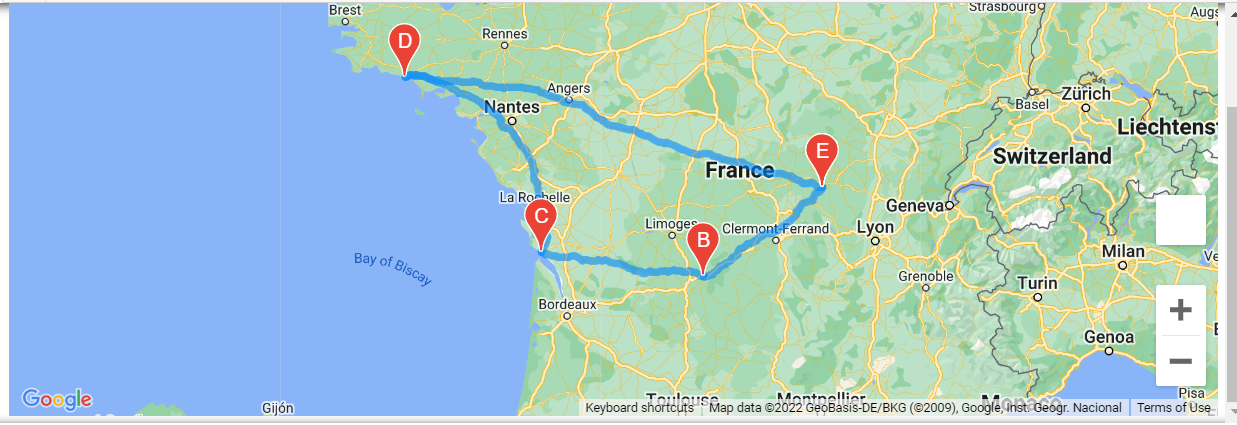 Brest
Strasbourg
Augs
D
Rennes
Zürich
Basel
Angers
Nantes
Liechtenst
E
France
Switzerland
La Rochelle
Geneva
C
Limoges
B
Clermont-Ferrand
Lyon
Milan
Ve
Bay of Biscay
Grenoble
Turin
+
Bordeaux
Genoa
−
Google
Gijón
Toulouse
Montpellier
Monaco
Pisa
Keyboard shortcuts
Map data ©2022 GeoBasis-DE/BKG (©2009), Google, Inst. Geogr. Nacional
Terms of Use